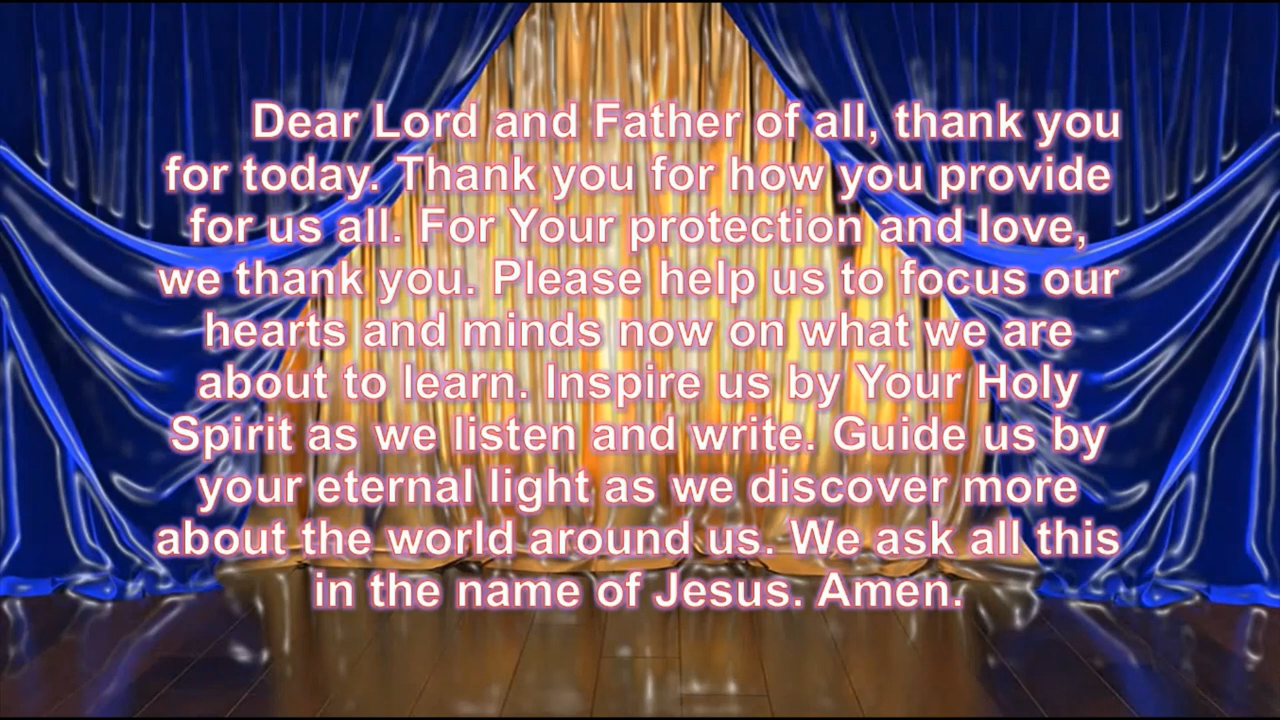 Dear Lord and Father of all, thank you
for today. Thank you for how you provide
for us all. For Your protection and love,
we thank you. Please help us to focus our
hearts and minds now on what we are
about to learn. Inspire us by Your Holy
Spirit as we listen and write. Guide us by
your eternal light as we discover more
about the world around us. We ask all this
in the name of Jesus. Amen.